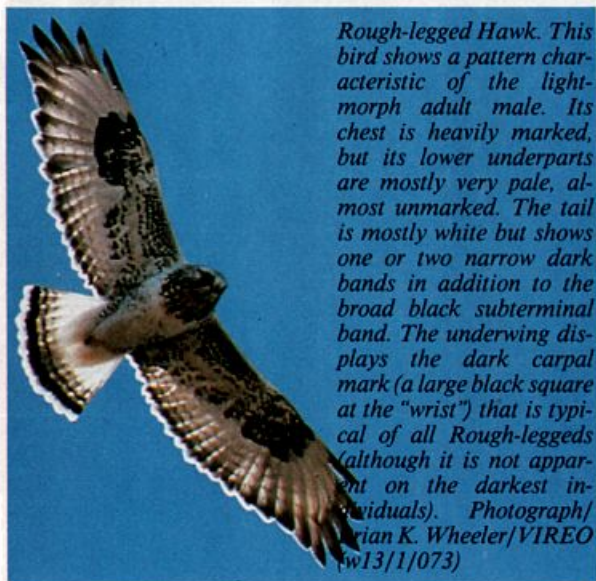 Rough-legged Hawk. This
bird shows a pattern char-
acteristic of the light-
morph adult male. Its
chest is heavily marked,
but its lower underparts
are mostly very pale, al-
most unmarked. The tail
is mostly white but shows
one or two narrow dark
bands in addition to the
broad black subterminal
band. The underwing dis-
plays the dark carpal
mark (a large black square
at the "wrist") that is typi-
cal of all Rough-leggeds
(although it is not appar-
ent on the darkest in-
dividuals). Photograph/
Brian K. Wheeler/VIREO
(w13/1/073)